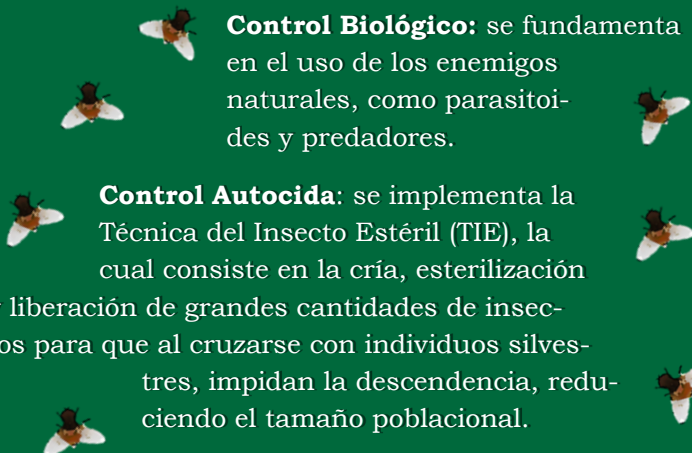 Control Biológico: se fundamenta
en el uso de los enemigos
naturales, como parasitoi-
des y predadores.
Control Autocida: se implementa la
Técnica del Insecto Estéril (TIE), la
cual consiste en la cría, esterilización
y liberación de grandes cantidades de insec-
os para que al cruzarse con individuos silves-
tres, impidan la descendencia, redu-
ciendo el tamaño poblacional.